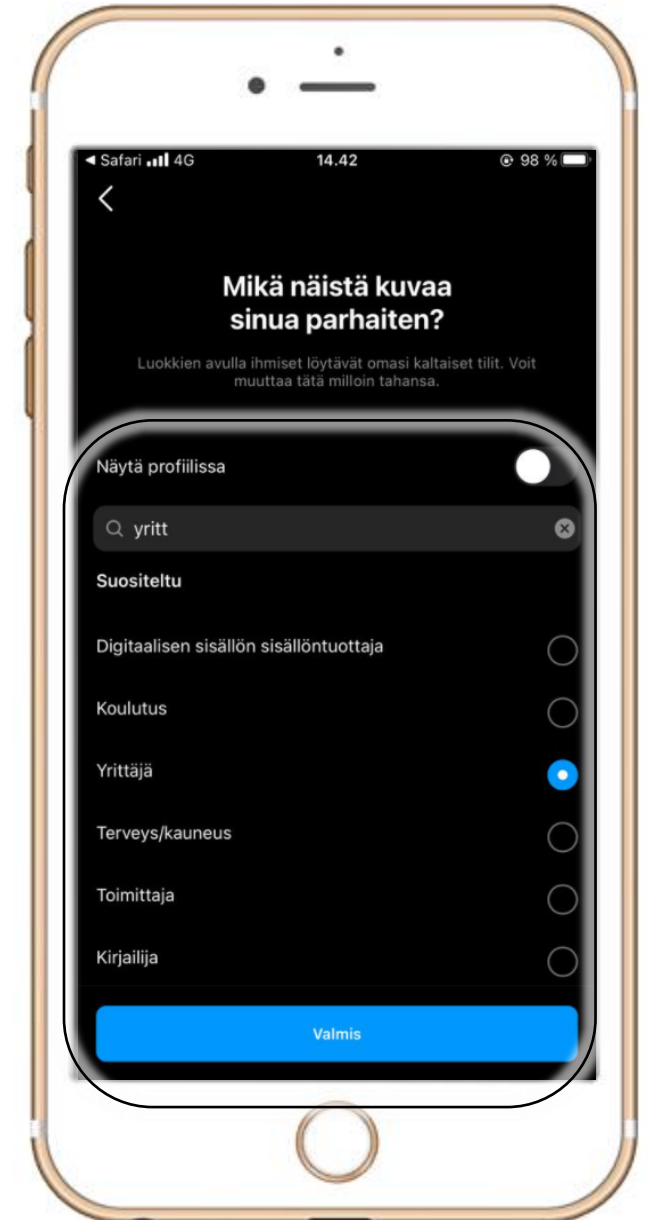 Safari 4G 14.42 98 %
Mikä näistä kuvaa
sinua parhaiten?
Luokkien avulla ihmiset löytävät omasi kaltaiset tilit. Voit
muuttaa tätä milloin tahansa.
Näytä profiilissa
yritt
Suositeltu
Digitaalisen sisällön sisällöntuottaja
Koulutus
Yrittäjä
Terveys/kauneus
Toimittaja
Kirjailija
Valmis